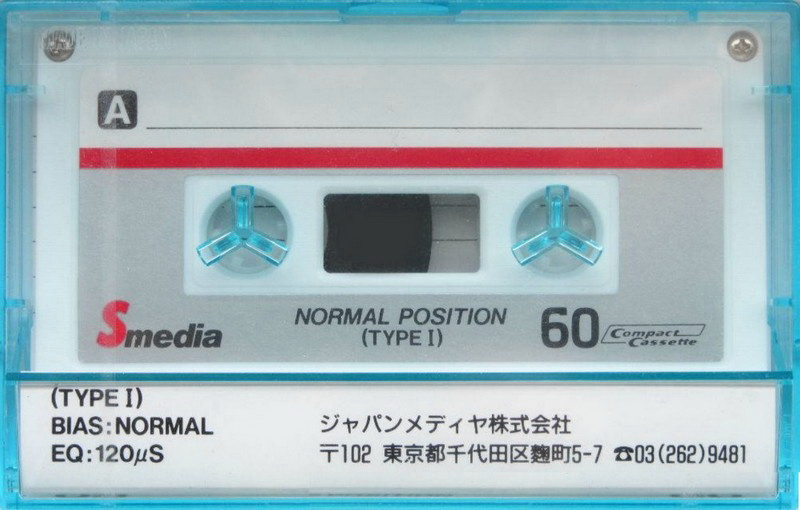 A
Smedia
NORMAL POSITION
(TYPE I)
60
Compact
Cassette
(TYPE I)
BIAS:NORMAL
EQ:120μS
ジャパンメディヤ株式会社
〒102 東京都千代田区麴町5-7 ☎03(262)9481